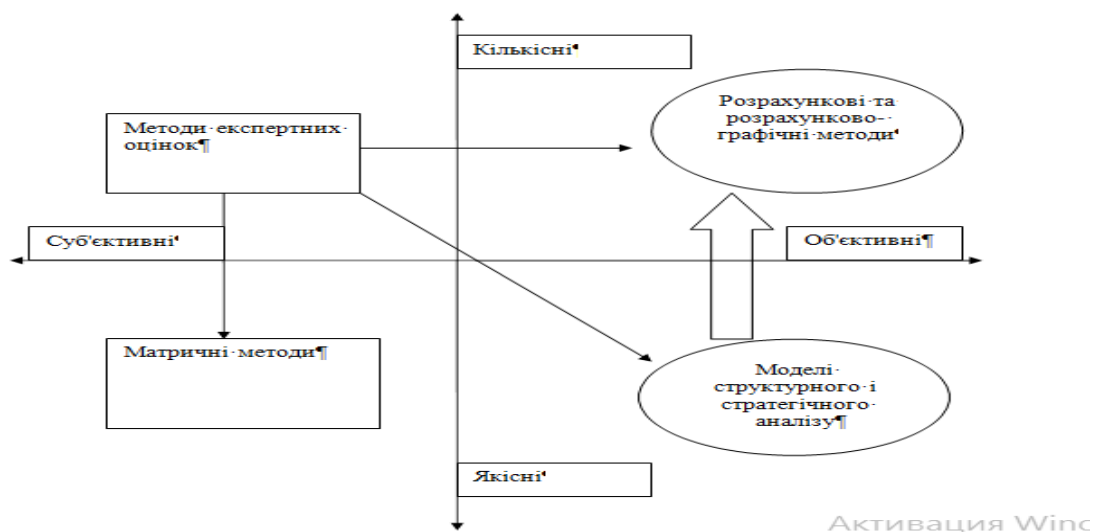 Кількісні
Розрахункові та
розрахунково-
графічні методи
Методи експертних
оцінок
Суб'єктивні
Об'єктивні
Матричні методи
Моделі
структурного і
стратегічного
аналізу
Якісні
Активация Winc